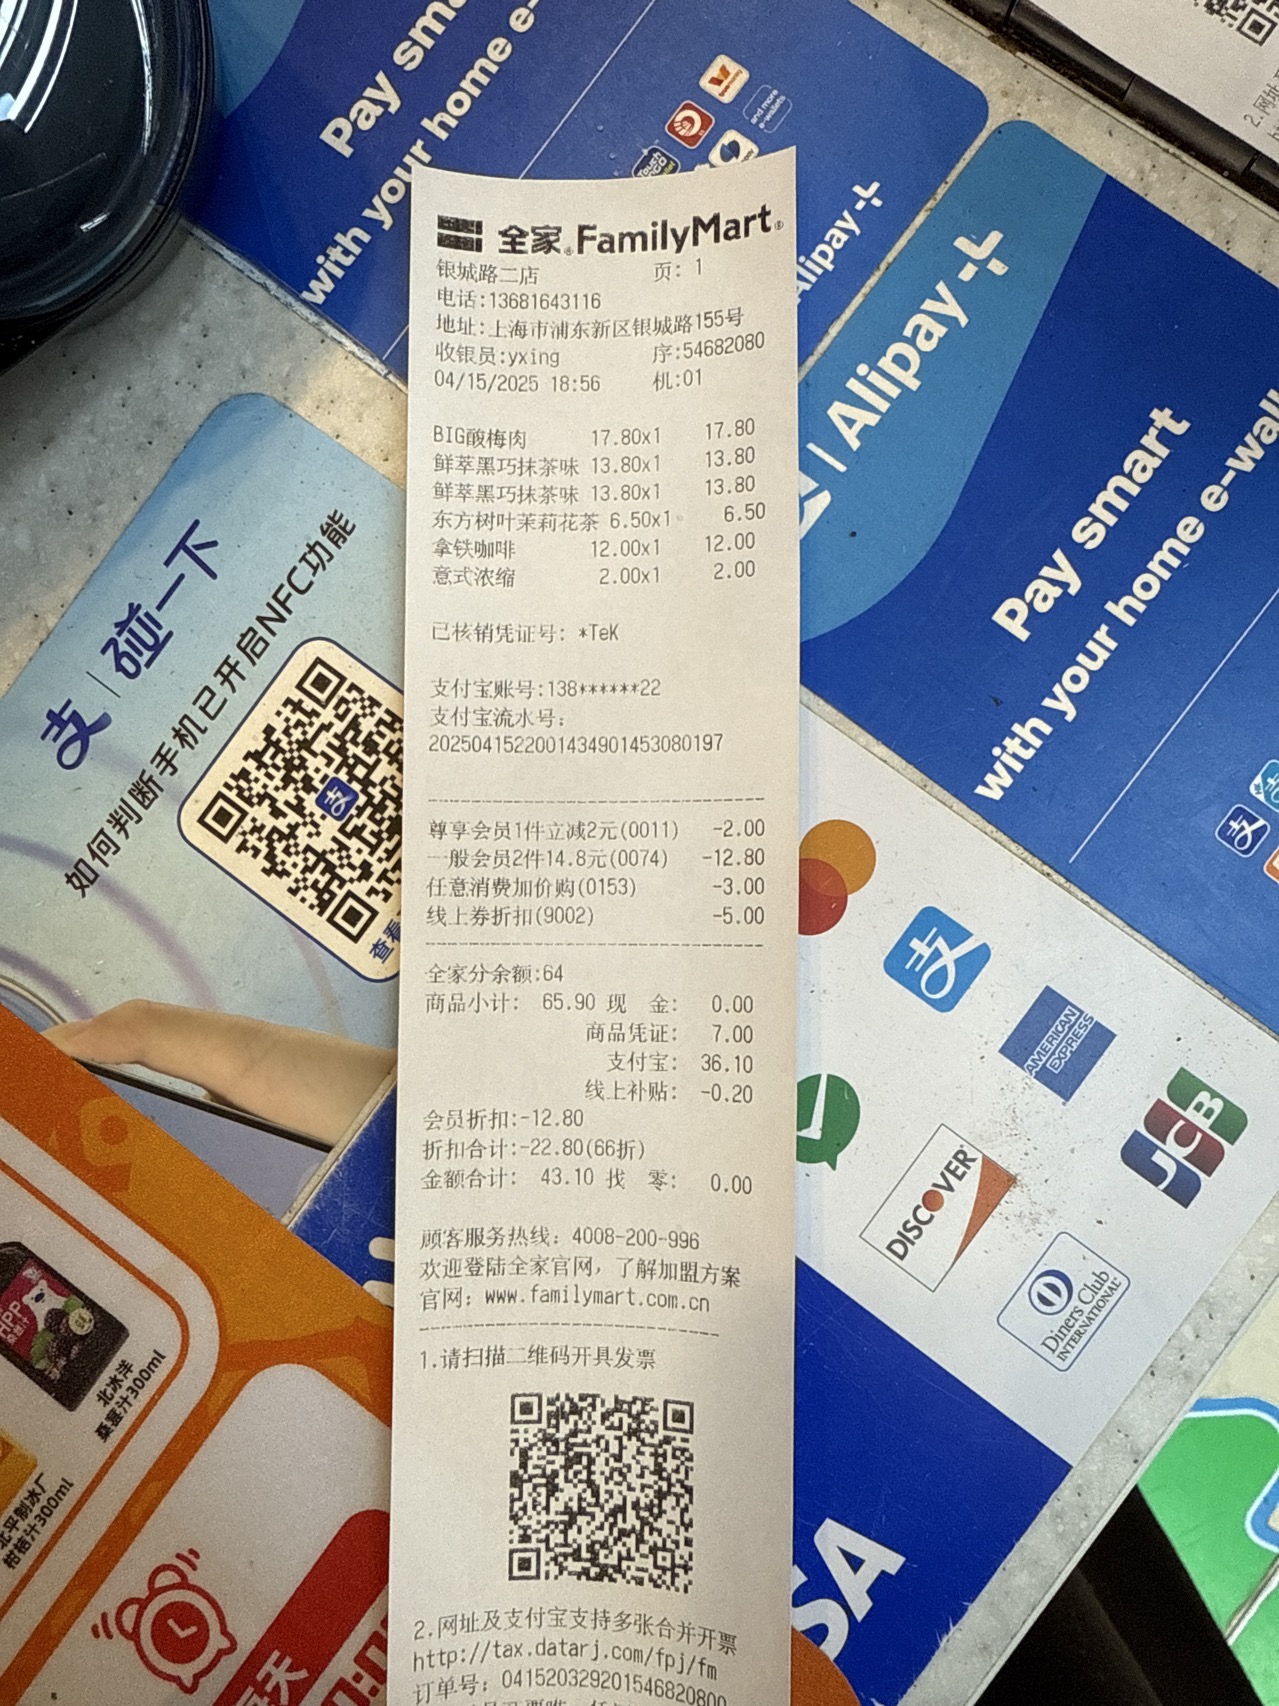 Pay sma
with your home e-
and more e-wallets
Alipay+
全家 FamilyMart
银城路二店 页: 1
电话:13681643116
地址:上海市浦东新区银城路155号
收银员:yxing 序:54682080
04/15/2025 18:56 机:01
BIG酸梅肉 17.80x1 17.80
鲜萃黑巧抹茶味 13.80x1 13.80
鲜萃黑巧抹茶味 13.80x1 13.80
东方树叶茉莉花茶 6.50x1 6.50
拿铁咖啡 12.00x1 12.00
意式浓缩 2.00x1 2.00
已核销凭证号: *TeK
支付宝账号:138******22
支付宝流水号:
2025041522001434901453080197
尊享会员1件立减2元(0011) -2.00
一般会员2件14.8元(0074) -12.80
任意消费加价购(0153) -3.00
线上券折扣(9002) -5.00
全家分余额:64
商品小计: 65.90 现 金: 0.00
商品凭证: 7.00
支付宝: 36.10
线上补贴: -0.20
会员折扣:-12.80
折扣合计:-22.80(66折)
金额合计: 43.10 找 零: 0.00
顾客服务热线: 4008-200-996
欢迎登陆全家官网，了解加盟方案
官网: www.familymart.com.cn
1.请扫描二维码开具发票
2.网址及支付宝支持多张合并开票
http://tax.datarj.com/fpj/fm
订单号: 0415203292015468208​00
支|碰一下
如何判断手机已开启NFC功能
支
查看
| Alipay+
Pay smart
with your home e-wall
支
支
AMERICAN EXPRESS
JCB
DISCOVER
Diners Club
INTERNATIONAL
SA
北冰洋
桑葚汁300ml
北平制冰厂
柑桔汁300ml
天
2.网址